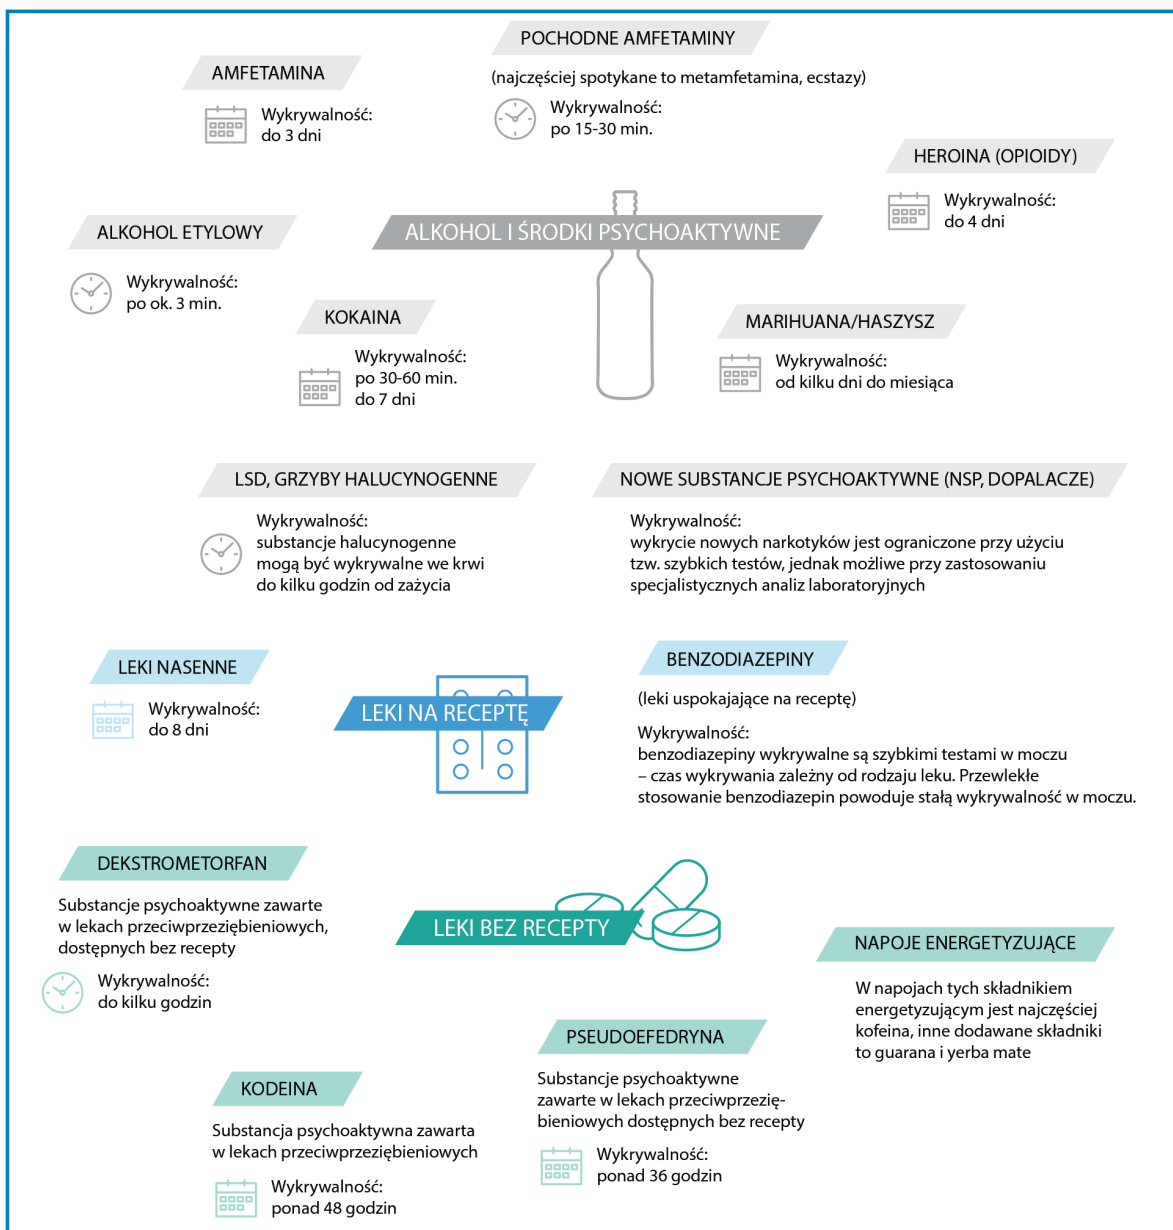 POCHODNE AMFETAMINY
(najczęściej spotykane to metamfetamina, ecstazy)
Wykrywalność:
po 15-30 min.
AMFETAMINA
Wykrywalność:
do 3 dni
HEROINA (OPIOIDY)
Wykrywalność:
do 4 dni
ALKOHOL I ŚRODKI PSYCHOAKTYWNE
ALKOHOL ETYLOWY
Wykrywalność:
po ok. 3 min.
KOKAINA
Wykrywalność:
po 30-60 min.
do 7 dni
MARIHUANA/HASZYSZ
Wykrywalność:
od kilku dni do miesiąca
LSD, GRZYBY HALUCYNOGENNE
Wykrywalność:
substancje halucynogenne
mogą być wykrywalne we krwi
do kilku godzin od zażycia
NOWE SUBSTANCJE PSYCHOAKTYWNE (NSP, DOPALACZE)
Wykrywalność:
wykrycie nowych narkotyków jest ograniczone przy użyciu
tzw. szybkich testów, jednak możliwe przy zastosowaniu
specjalistycznych analiz laboratoryjnych
LEKI NASENNE
Wykrywalność:
do 8 dni
LEKI NA RECEPTĘ
BENZODIAZEPINY
(leki uspokajające na receptę)
Wykrywalność:
benzodiazepiny wykrywalne są szybkimi testami w moczu
– czas wykrywania zależny od rodzaju leku. Przewlekłe
stosowanie benzodiazepin powoduje stałą wykrywalność w moczu.
DEKSTROMETORFAN
Substancje psychoaktywne zawarte
w lekach przeciwprzeziębieniowych,
dostępnych bez recepty
Wykrywalność:
do kilku godzin
LEKI BEZ RECEPTY
NAPOJE ENERGETYZUJĄCE
W napojach tych składnikiem
energetyzującym jest najczęściej
kofeina, inne dodawane składniki
to guarana i yerba mate
PSEUDOEFEDRYNA
Substancje psychoaktywne
zawarte w lekach przeciwprzezię-
bieniowych dostępnych bez recepty
Wykrywalność:
ponad 36 godzin
KODEINA
Substancja psychoaktywna zawarta
w lekach przeciwprzeziębieniowych
Wykrywalność:
ponad 48 godzin